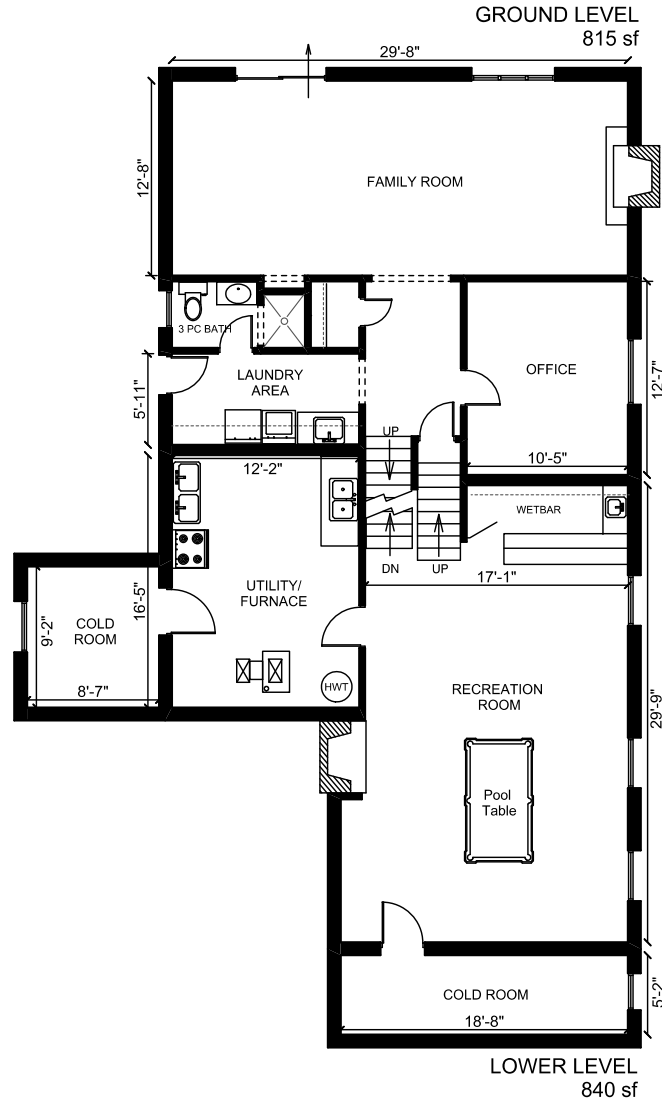 GROUND LEVEL
815 sf
29'-8"
12'-8"
FAMILY ROOM
3 PC BATH
LAUNDRY
AREA
5'-11"
OFFICE
12'-7"
10'-5"
UP
12'-2"
WETBAR
DN
UP
17'-1"
UTILITY/
FURNACE
16'-5"
COLD
ROOM
9'-2"
8'-7"
HWT
RECREATION
ROOM
29'-9"
Pool
Table
COLD ROOM
18'-8"
5'-2"
LOWER LEVEL
840 sf